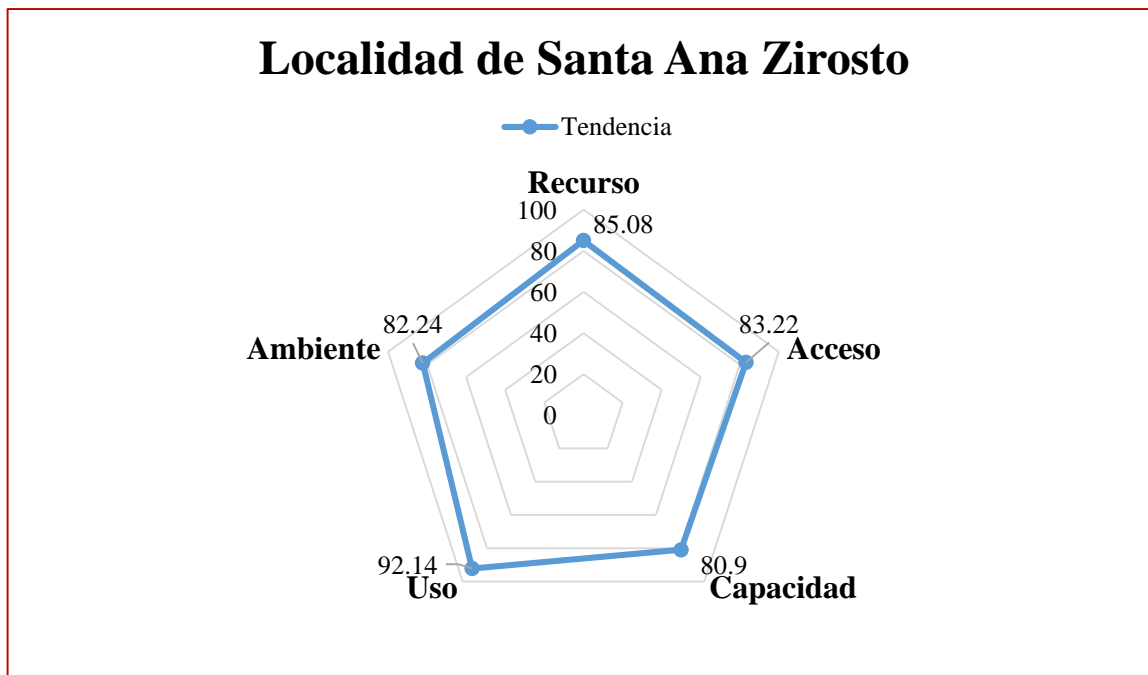 Localidad de Santa Ana Zirosto
Tendencia
Recurso
100
85.08
80
60
40
20
0
83.22
Acceso
80.9
Capacidad
92.14
Uso
82.24
Ambiente